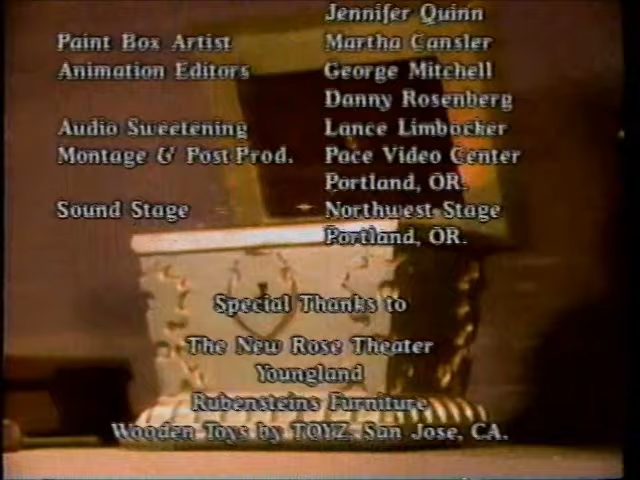 Jennifer Quinn
Paint Box Artist Martha Cansler
Animation Editors George Mitchell
Danny Rosenberg
Audio Sweetening Lance Limbocker
Montage & Post Prod. Pace Video Center
Portland, OR.
Sound Stage Northwest Stage
Portland, OR.
Special Thanks to
The New Rose Theater
Youngland
Rubensteins Furniture
Wooden Toys by TOYZ, San Jose, CA.